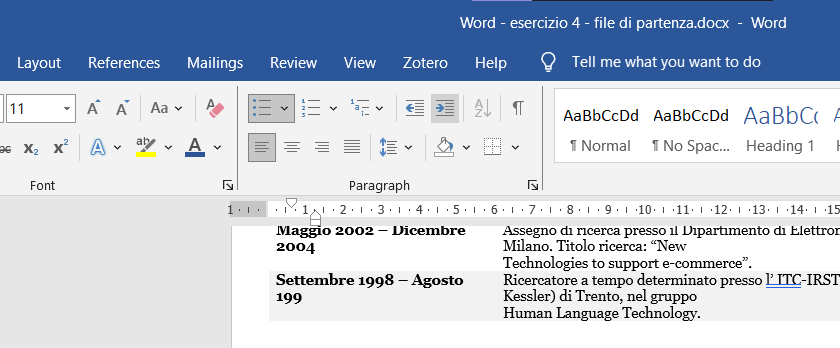 Word - esercizio 4 - file di partenza.docx - Word
Layout References Mailings Review View Zotero Help Tell me what you want to do
11 Aa AaBbCcDd AaBbCcDd AaBbCc
¶ Normal ¶ No Spac... Heading 1
Font Paragraph
1 1 2 3 4 5 6 7 8 9 10 11 12 13 14 15
Maggio 2002 – Dicembre
2004
Assegno di ricerca presso il Dipartimento di Elettron
Milano. Titolo ricerca: “New
Technologies to support e-commerce”.
Settembre 1998 – Agosto
199
Ricercatore a tempo determinato presso l’ ITC-IRST
Kessler) di Trento, nel gruppo
Human Language Technology.